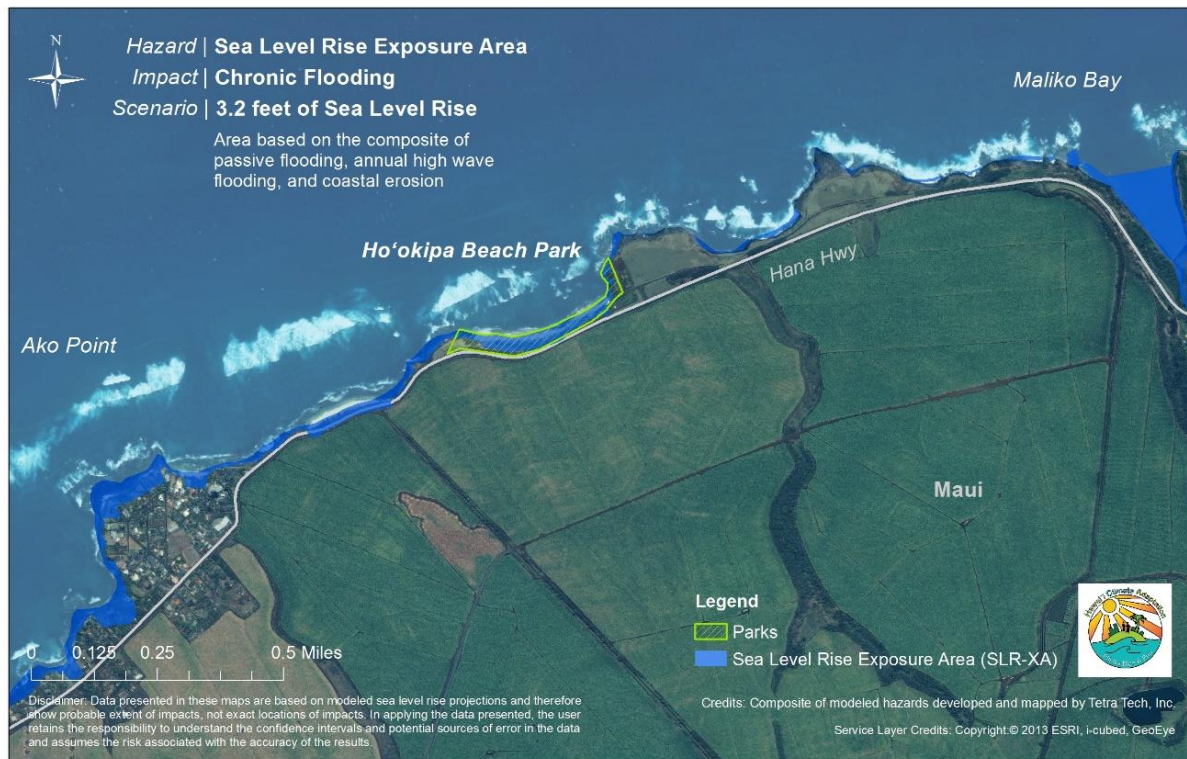 N
Hazard | Sea Level Rise Exposure Area
Impact | Chronic Flooding
Scenario | 3.2 feet of Sea Level Rise
Area based on the composite of
passive flooding, annual high wave
flooding, and coastal erosion
Maliko Bay
Hoʻokipa Beach Park
Hana Hwy
Ako Point
Maui
Legend
Parks
Sea Level Rise Exposure Area (SLR-XA)
0 0.125 0.25 0.5 Miles
Disclaimer: Data presented in these maps are based on modeled sea level rise projections and therefore
show probable extent of impacts, not exact locations of impacts. In applying the data presented, the user
retains the responsibility to understand the confidence intervals and potential sources of error in the data
and assumes the risk associated with the accuracy of the results.
Hawaiʻi Climate Adaptation
Credits: Composite of modeled hazards developed and mapped by Tetra Tech, Inc.
Service Layer Credits: Copyright:© 2013 ESRI, i-cubed, GeoEye